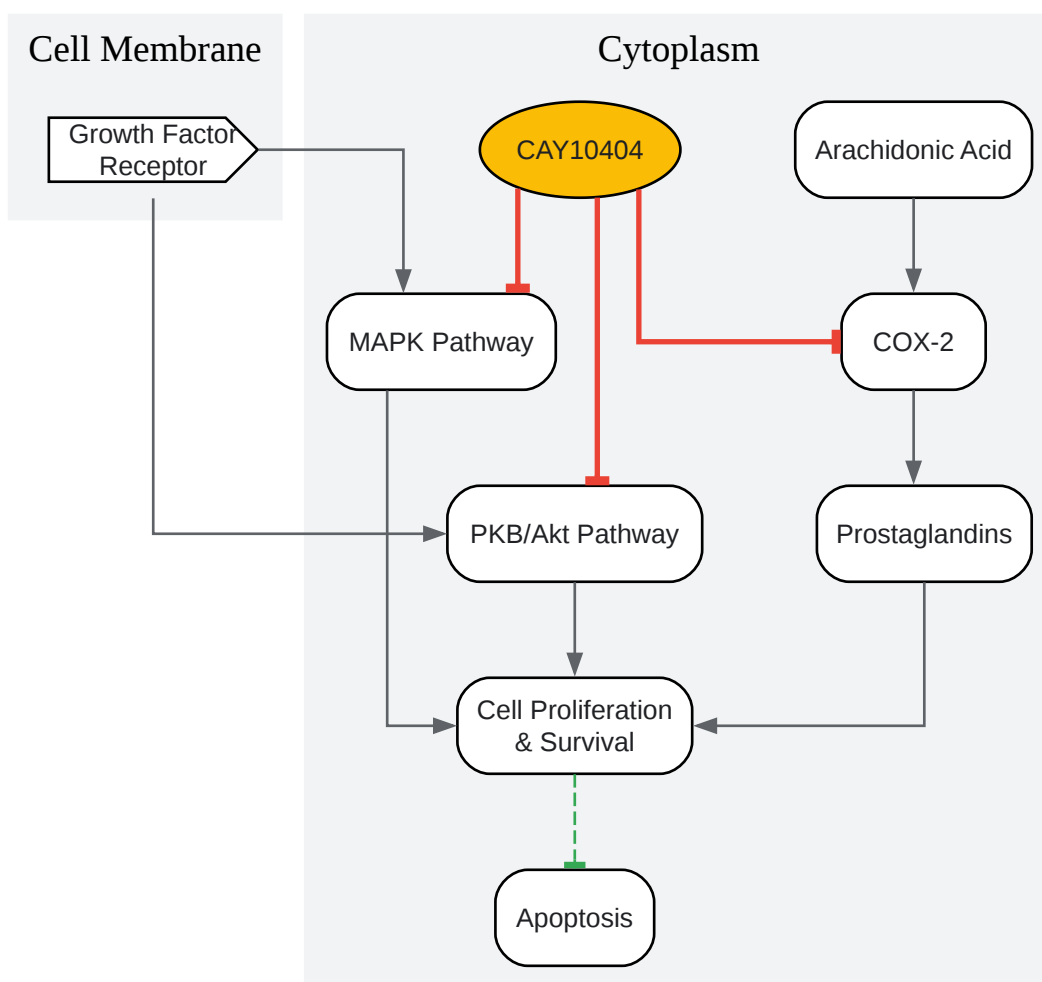 Cell Membrane
Cytoplasm
Growth Factor
Receptor
CAY10404
Arachidonic Acid
MAPK Pathway
COX-2
PKB/Akt Pathway
Prostaglandins
Cell Proliferation
& Survival
Apoptosis